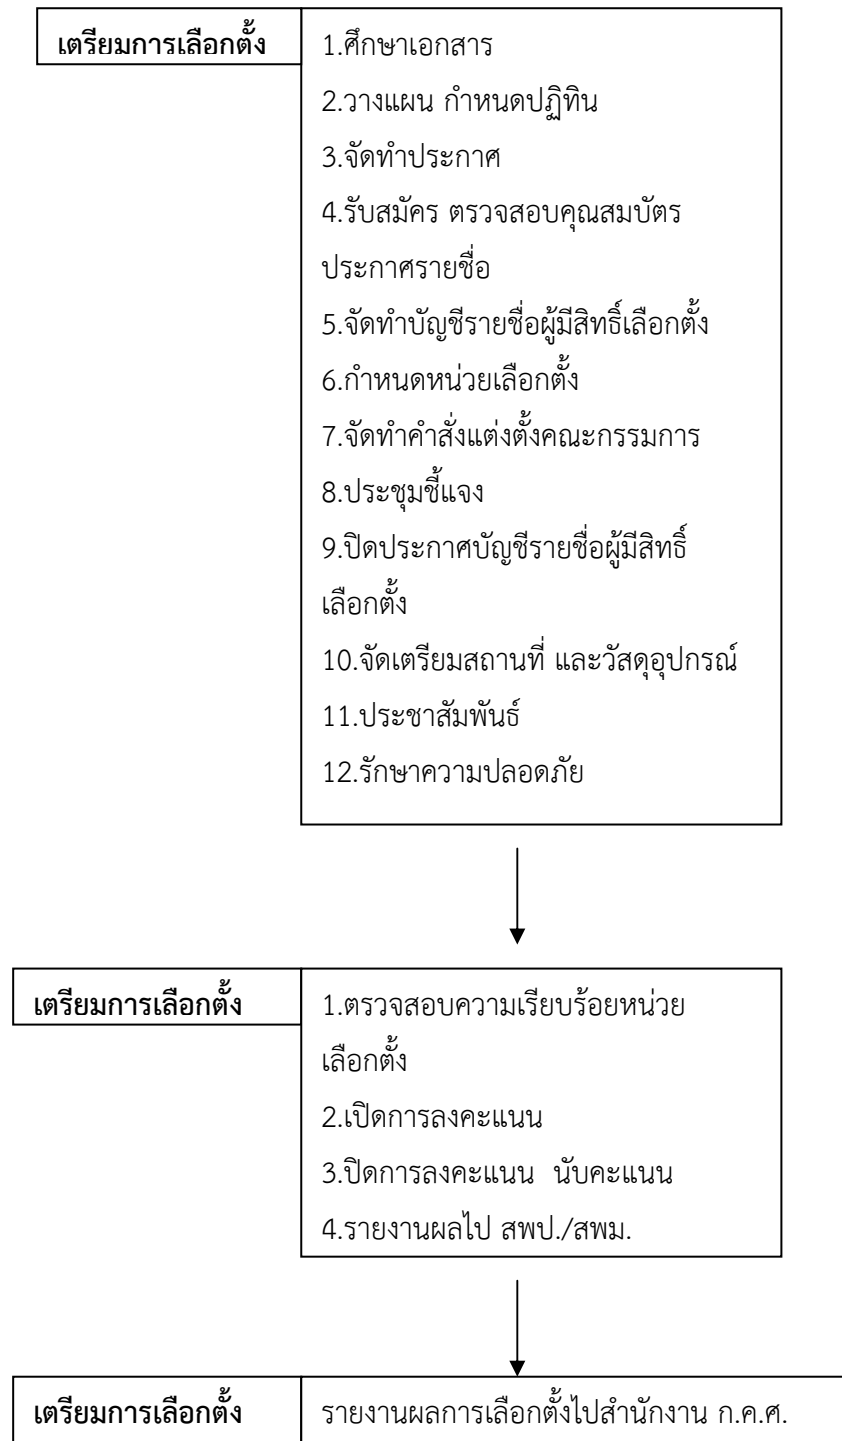 เตรียมการเลือกตั้ง
1.ศึกษาเอกสาร
2.วางแผน กำหนดปฏิทิน
3.จัดทำประกาศ
4.รับสมัคร ตรวจสอบคุณสมบัตร
ประกาศรายชื่อ
5.จัดทำบัญชีรายชื่อผู้มีสิทธิ์เลือกตั้ง
6.กำหนดหน่วยเลือกตั้ง
7.จัดทำคำสั่งแต่งตั้งคณะกรรมการ
8.ประชุมชี้แจง
9.ปิดประกาศบัญชีรายชื่อผู้มีสิทธิ์
เลือกตั้ง
10.จัดเตรียมสถานที่ และวัสดุอุปกรณ์
11.ประชาสัมพันธ์
12.รักษาความปลอดภัย
เตรียมการเลือกตั้ง
1.ตรวจสอบความเรียบร้อยหน่วย
เลือกตั้ง
2.เปิดการลงคะแนน
3.ปิดการลงคะแนน นับคะแนน
4.รายงานผลไป สพป./สพม.
เตรียมการเลือกตั้ง
รายงานผลการเลือกตั้งไปสำนักงาน ก.ค.ศ.